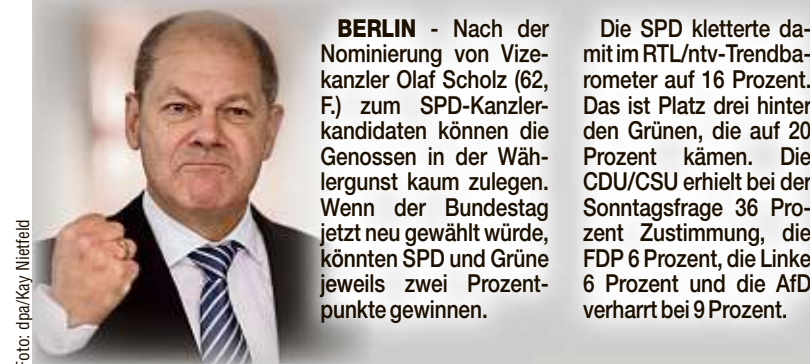 BERLIN - Nach der
Nominierung von Vize-
kanzler Olaf Scholz (62,
F.) zum SPD-Kanzler-
kandidaten können die
Genossen in der Wäh-
lergunst kaum zulegen.
Wenn der Bundestag
jetzt neu gewählt würde,
könnten SPD und Grüne
jeweils zwei Prozent-
punkte gewinnen.
Die SPD kletterte da-
mit im RTL/ntv-Trendba-
rometer auf 16 Prozent.
Das ist Platz drei hinter
den Grünen, die auf 20
Prozent kämen. Die
CDU/CSU erhielt bei der
Sonntagsfrage 36 Pro-
zent Zustimmung, die
FDP 6 Prozent, die Linke
6 Prozent und die AfD
verharrt bei 9 Prozent.
Foto: dpa/Kay Nietfeld